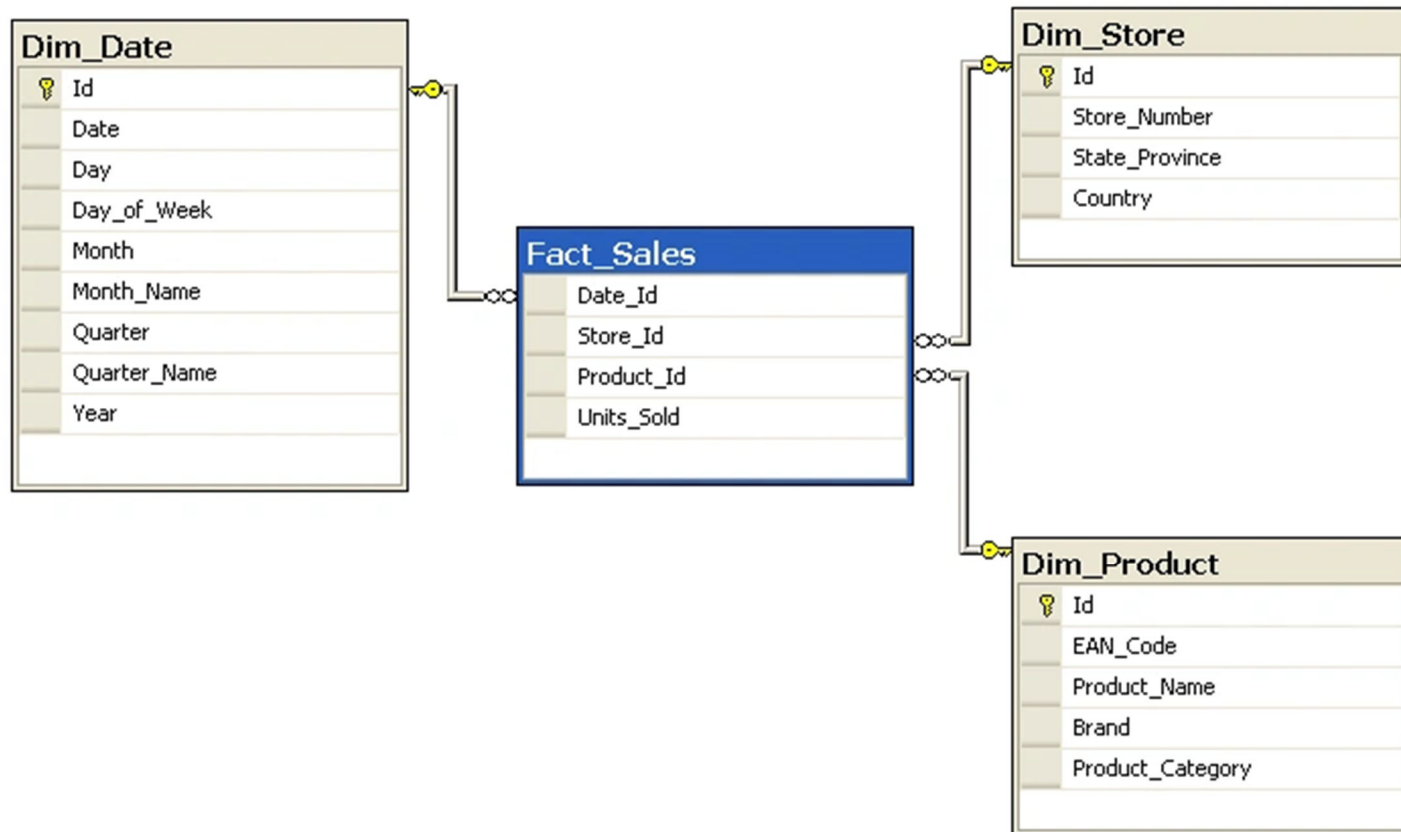 Dim_Date
Id
Date
Day
Day_of_Week
Month
Month_Name
Quarter
Quarter_Name
Year
Fact_Sales
Date_Id
Store_Id
Product_Id
Units_Sold
Dim_Store
Id
Store_Number
State_Province
Country
Dim_Product
Id
EAN_Code
Product_Name
Brand
Product_Category